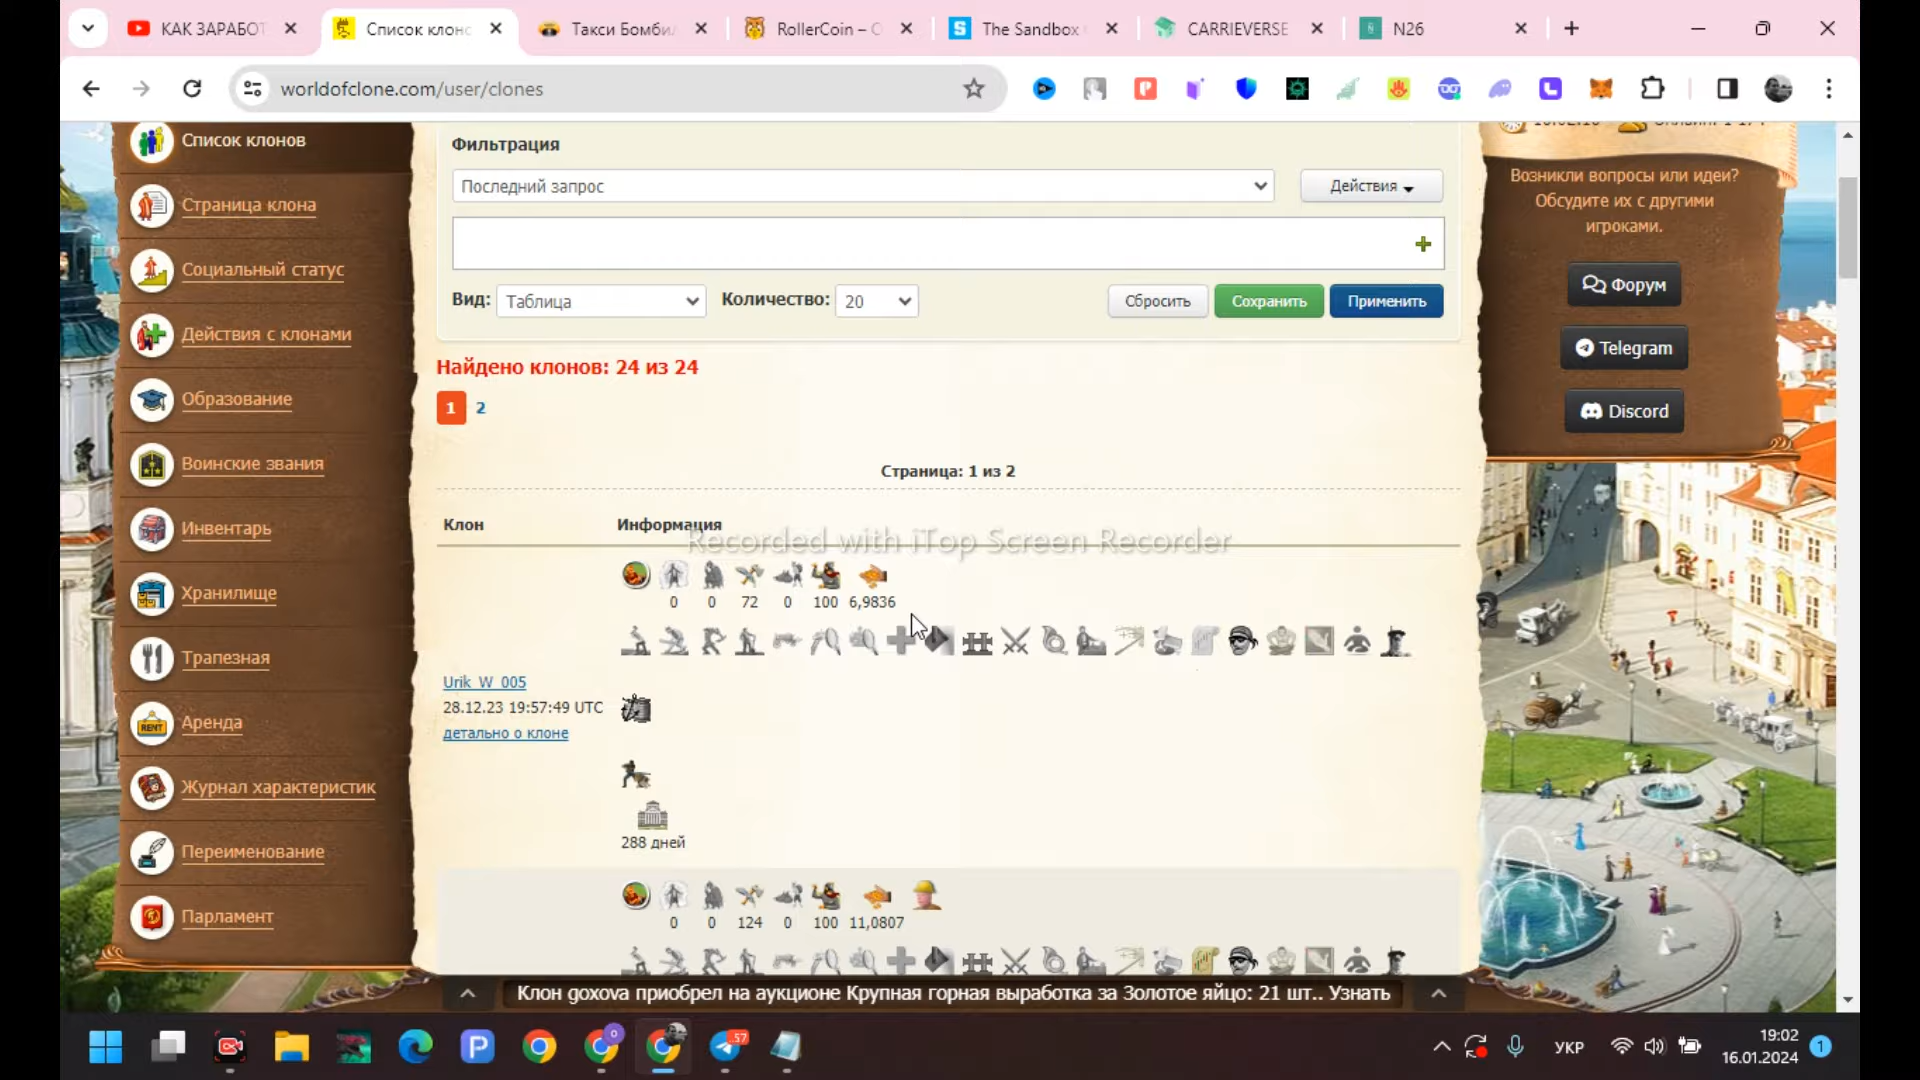 КАК ЗАРАБОТ
Список клонс
Такси Бомби
RollerCoin – C
The Sandbox
CARRIEVERSE
N26
worldofclone.com/user/clones
Список клонов
Страница клона
Социальный статус
Действия с клонами
Образование
Воинские звания
Инвентарь
Хранилище
Трапезная
Аренда
Журнал характеристик
Переименование
Парламент
Фильтрация
Последний запрос
Действия
Вид: Таблица Количество: 20
Сбросить Сохранить Применить
Найдено клонов: 24 из 24
1 2
Страница: 1 из 2
Клон Информация
Recorded with iTop Screen Recorder
0 0 72 0 100 6,9836
Urik_W_005
28.12.23 19:57:49 UTC
детально о клоне
288 дней
0 0 124 0 100 11,0807
Клон goxova приобрел на аукционе Крупная горная выработка за Золотое яйцо: 21 шт.. Узнать
Возникли вопросы или идеи?
Обсудите их с другими
игроками.
Форум
Telegram
Discord
RENT
57
УКР
19:02
16.01.2024
1